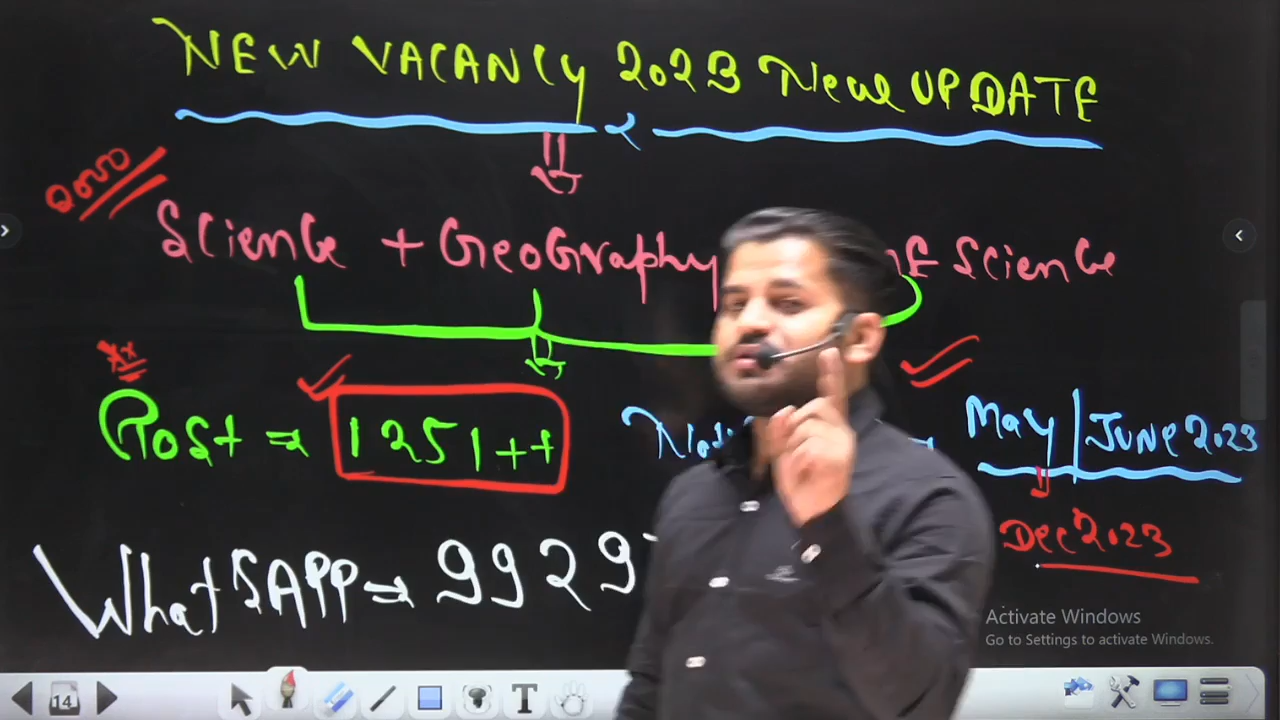 NEW VACANCY 2023 New UPDATE
Science + GeoGraphy Science
Post ⇒ 1251++
May | JUNE 2023
Dec 2023
WhatsAPP ⇒ 9929
Activate Windows
Go to Settings to activate Windows.
14
T